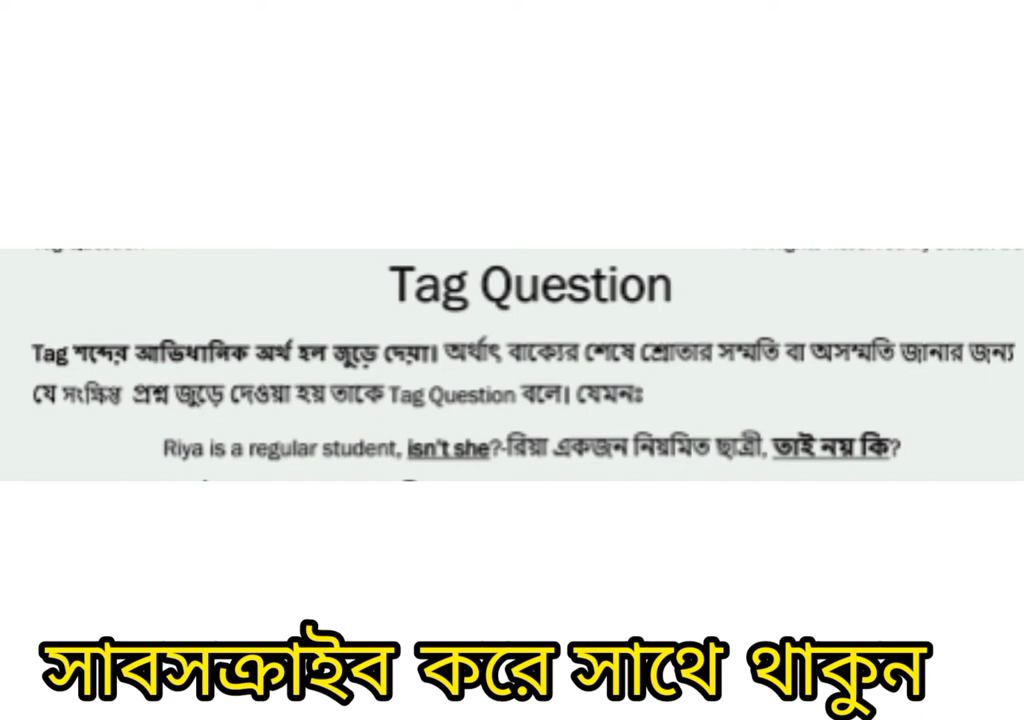 Tag Question
Tag শব্দের আভিধানিক অর্থ হল জুড়ে দেয়া। অর্থাৎ বাক্যের শেষে শ্রোতার সম্মতি বা অসম্মতি জানার জন্য
যে সংক্ষিপ্ত প্রশ্ন জুড়ে দেওয়া হয় তাকে Tag Question বলে। যেমনঃ
Riya is a regular student, isn't she?-রিয়া একজন নিয়মিত ছাত্রী, তাই নয় কি?
সাবসক্রাইব করে সাথে থাকুন